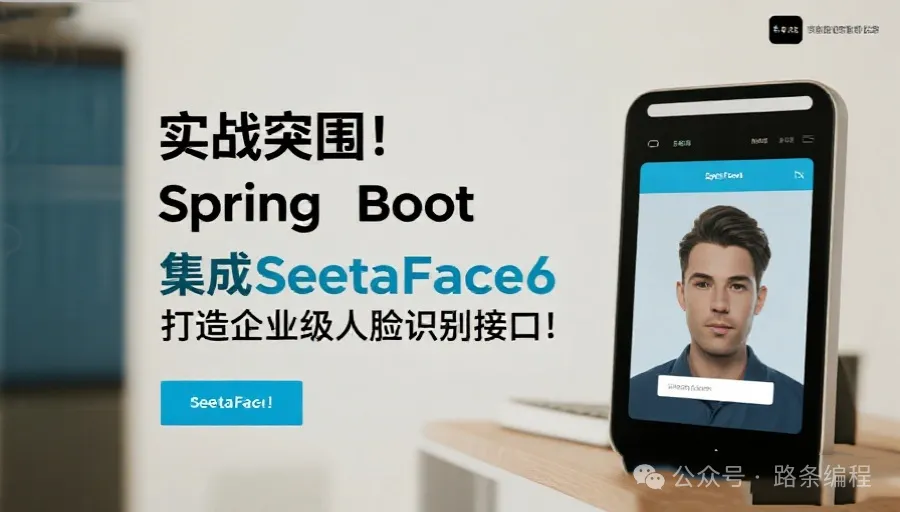 实战突围！
Spring Boot
集成SeetaFace6
打造企业级人脸识别接口！
公众号 · 路条编程